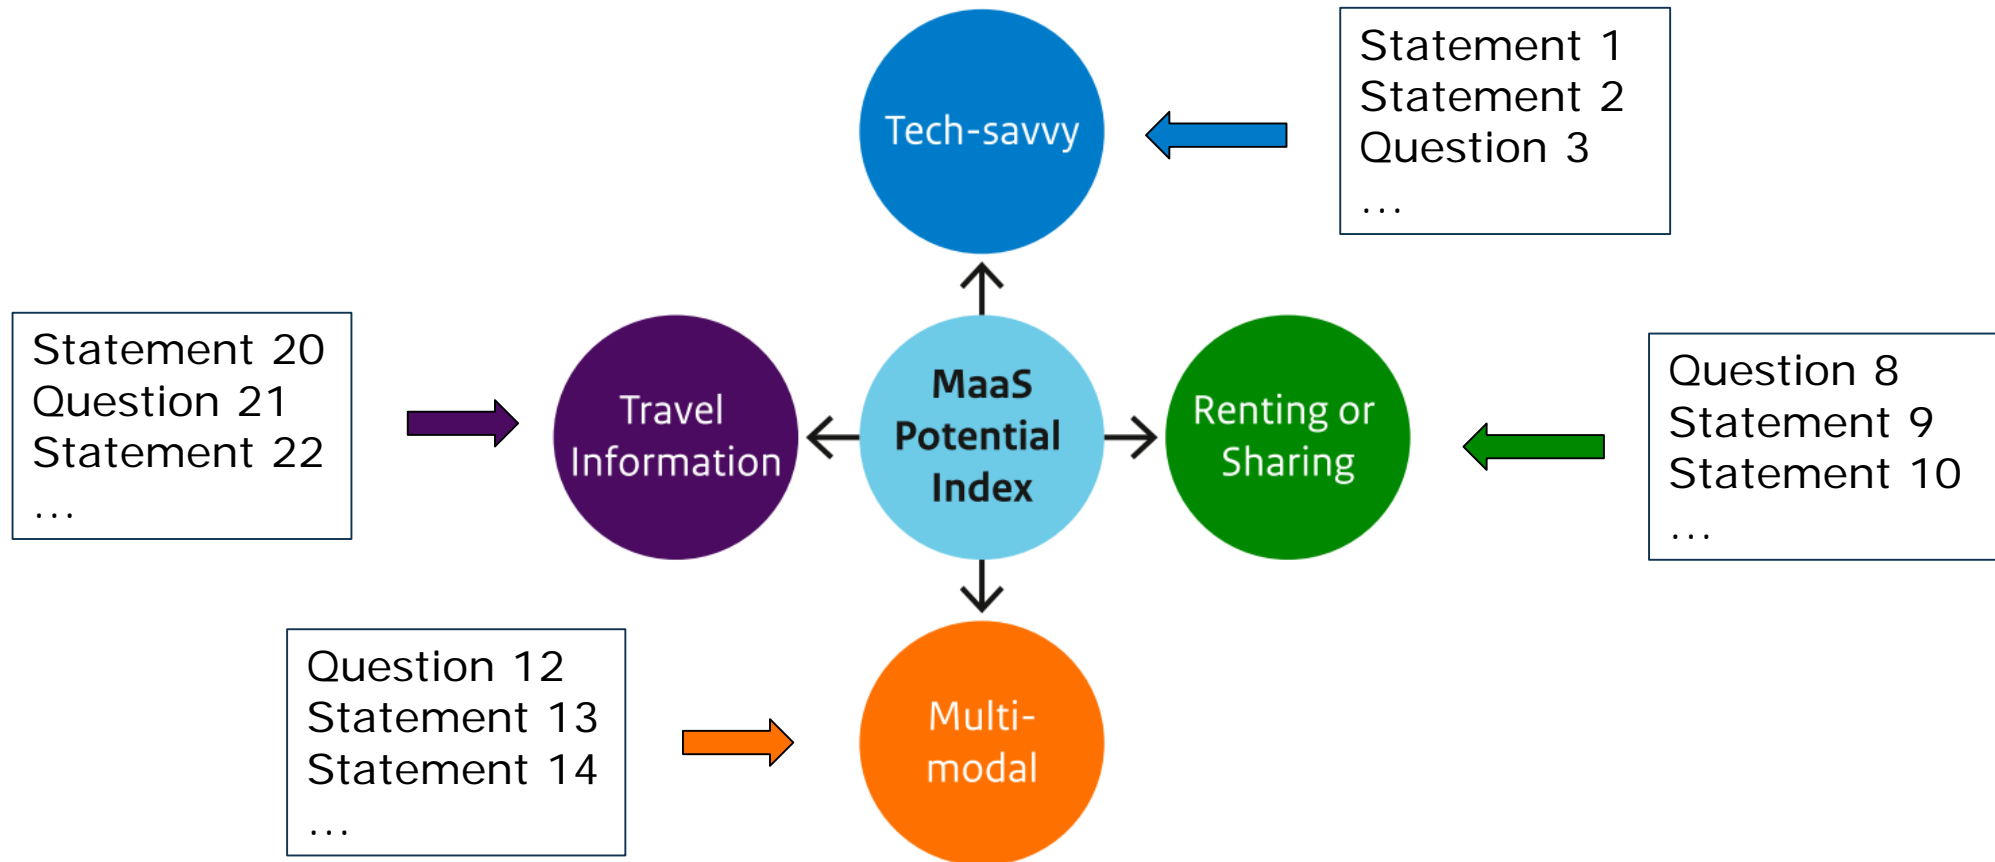 Tech-savvy
Statement 1
Statement 2
Question 3
...
Statement 20
Question 21
Statement 22
...
Travel
Information
MaaS
Potential
Index
Renting or
Sharing
Question 8
Statement 9
Statement 10
...
Question 12
Statement 13
Statement 14
...
Multi-
modal